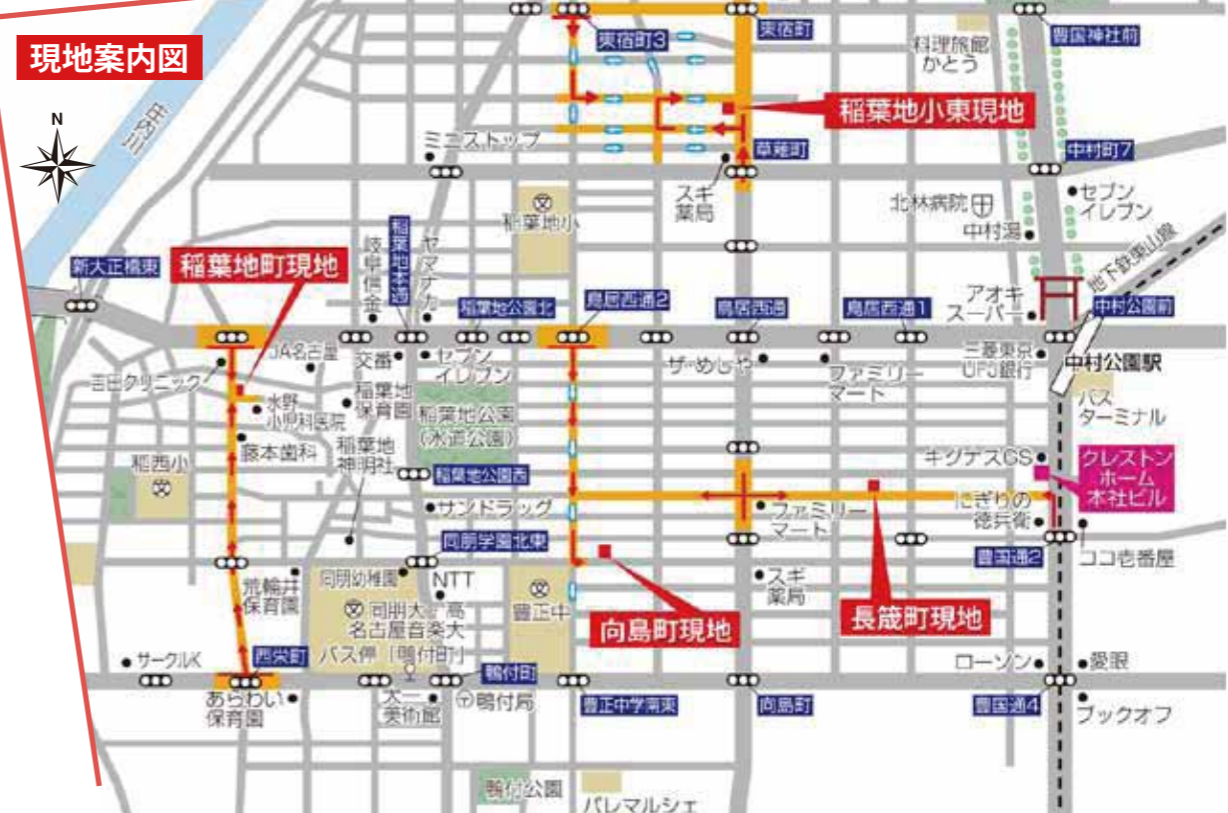 現地案内図
N
庄内川
東宿町3
東宿町
豊国神社前
料理旅館
かとう
稲葉地小東現地
ミニストップ
草薙町
中村町7
スギ
薬局
北林病院
セブン
イレブン
中村湯
文
稲葉地小
地下鉄東山線
新大正橋東
稲葉地町現地
岐阜信金
稲葉地本通
ヤマナカ
稲葉地公園北
鳥居西通2
鳥居西通
鳥居西通1
アオキ
スーパー
中村公園前
JA名古屋
交番
セブン
イレブン
ザ・めしや
ファミリー
マート
三菱東京
UFJ銀行
中村公園駅
吉田クリニック
水野
小児科医院
稲葉地
保育園
稲葉地公園
(水道公園)
バス
ターミナル
藤本歯科
稲葉地
神明社
稲西小
文
稲葉地公園西
キグナスCS
クレストン
ホーム
本社ビル
サンドラッグ
ファミリー
マート
にぎりの
徳兵衛
同朋学園北東
豊国通2
ココ壱番屋
荒輪井
保育園
同朋幼稚園
NTT
文
同朋大・高
名古屋音楽大
文
豊正中
スギ
薬局
向島町現地
長筬町現地
サークルK
西栄町
バス停「鴨付町」
鴨付町
ローソン
愛眼
あらわい
保育園
大一
美術館
〒鴨付局
豊正中学南東
向島町
豊国通4
ブックオフ
鴨付公園
パレマルシェ